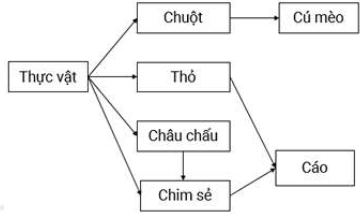 Chuột
Cú mèo
Thực vật
Thỏ
Châu chấu
Cáo
Chim sẻ